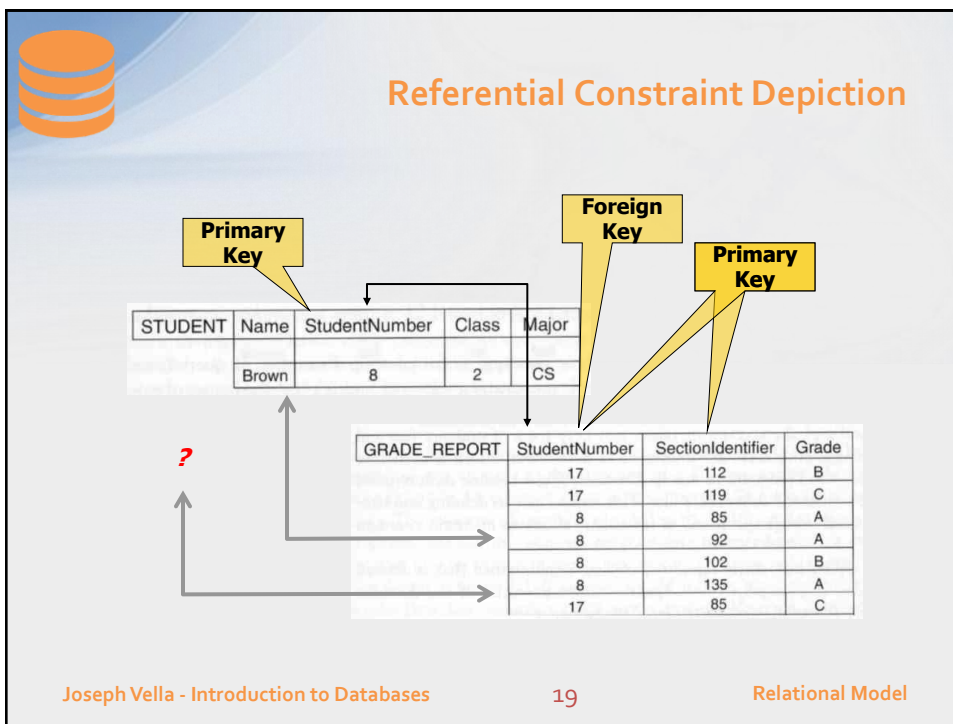 Referential Constraint Depiction
Primary
Key
Foreign
Key
Primary
Key
STUDENT Name StudentNumber Class Major
Brown 8 2 CS
?
GRADE_REPORT StudentNumber SectionIdentifier Grade
17 112 B
17 119 C
8 85 A
8 92 A
8 102 B
8 135 A
17 85 C
Joseph Vella - Introduction to Databases 19 Relational Model